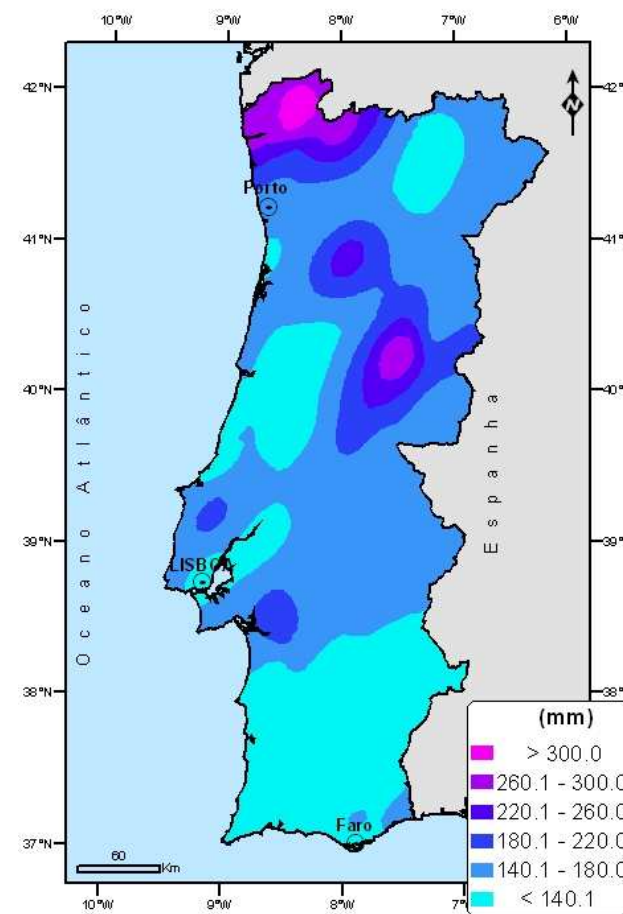 10°W 9°W 8°W 7°W 6°W
42°N 42°N
N
Porto
41°N 41°N
Oceano Atlântico
Espanha
40°N 40°N
39°N 39°N
LISBOA
38°N 38°N
(mm)
> 300.0
260.1 - 300.0
220.1 - 260.0
180.1 - 220.0
140.1 - 180.0
< 140.1
37°N
Faro
60
Km
10°W 9°W 8°W 7°